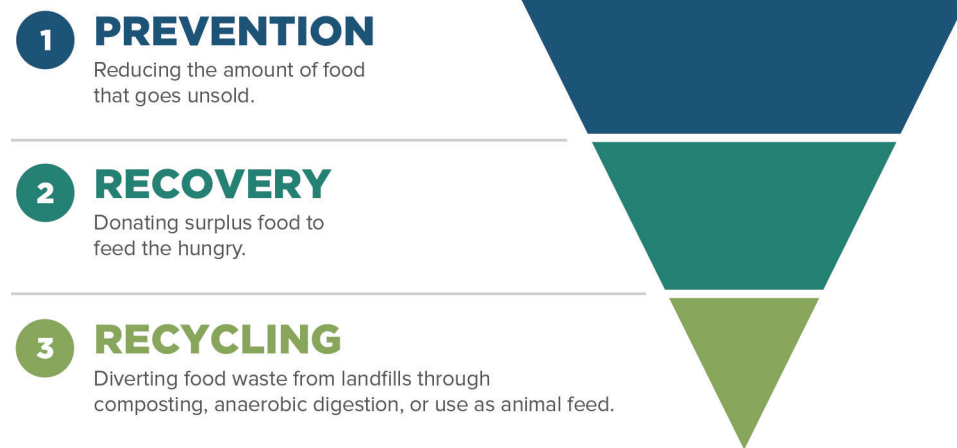 1 PREVENTION
Reducing the amount of food
that goes unsold.
2 RECOVERY
Donating surplus food to
feed the hungry.
3 RECYCLING
Diverting food waste from landfills through
composting, anaerobic digestion, or use as animal feed.